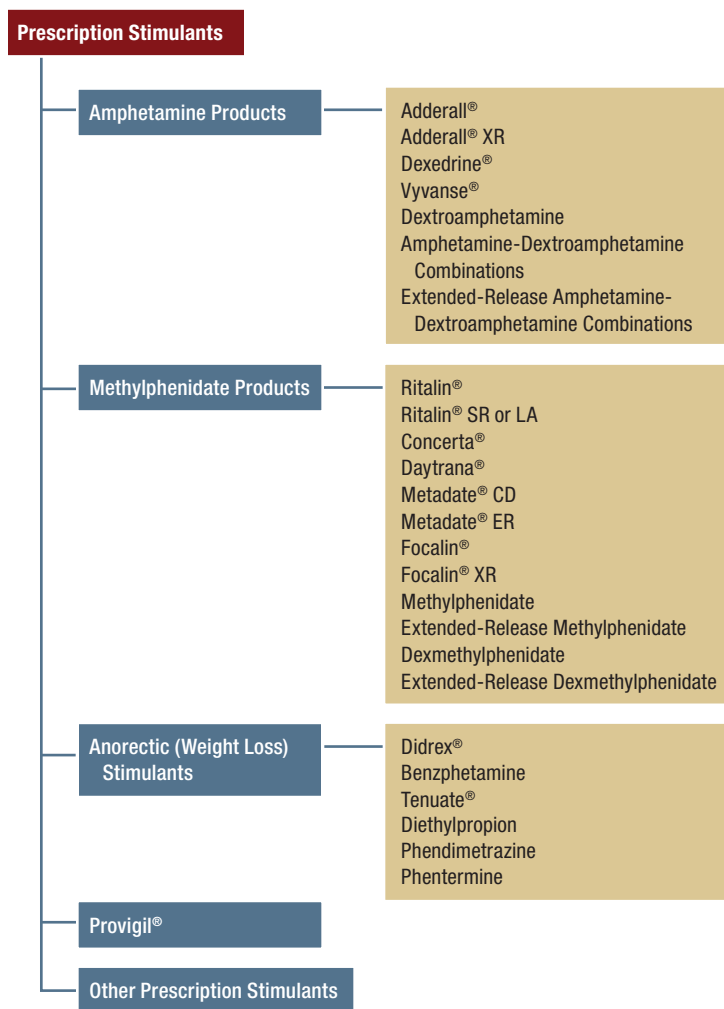 Prescription Stimulants
Amphetamine Products
Adderall®
Adderall® XR
Dexedrine®
Vyvanse®
Dextroamphetamine
Amphetamine-Dextroamphetamine
Combinations
Extended-Release Amphetamine-
Dextroamphetamine Combinations
Methylphenidate Products
Ritalin®
Ritalin® SR or LA
Concerta®
Daytrana®
Metadate® CD
Metadate® ER
Focalin®
Focalin® XR
Methylphenidate
Extended-Release Methylphenidate
Dexmethylphenidate
Extended-Release Dexmethylphenidate
Anorectic (Weight Loss)
Stimulants
Didrex®
Benzphetamine
Tenuate®
Diethylpropion
Phendimetrazine
Phentermine
Provigil®
Other Prescription Stimulants